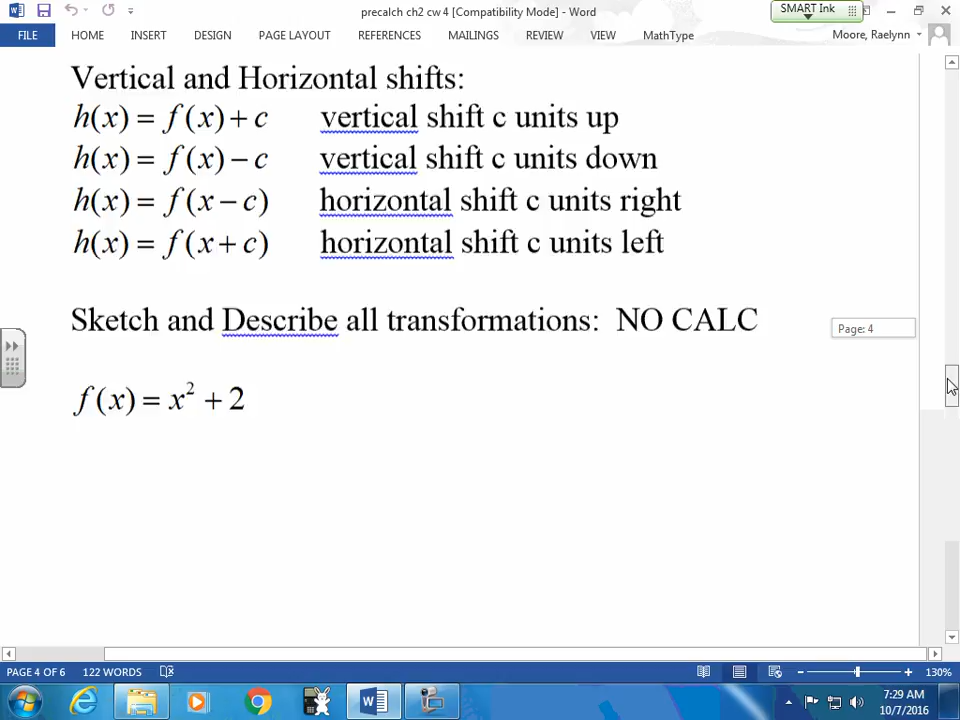 precalch ch2 cw 4 [Compatibility Mode] - Word
SMART Ink
FILE HOME INSERT DESIGN PAGE LAYOUT REFERENCES MAILINGS REVIEW VIEW MathType Moore, Raelynn
Vertical and Horizontal shifts:
h(x) = f(x) + c vertical shift c units up
h(x) = f(x) − c vertical shift c units down
h(x) = f(x − c) horizontal shift c units right
h(x) = f(x + c) horizontal shift c units left
Sketch and Describe all transformations: NO CALC
Page: 4
f(x) = x² + 2
PAGE 4 OF 6 122 WORDS 130%
7:29 AM
10/7/2016